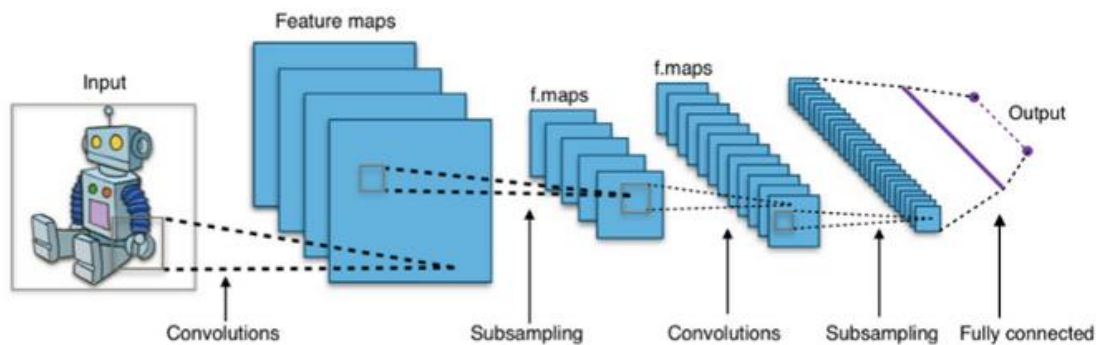 Feature maps
Input
f.maps
f.maps
Output
Convolutions
Subsampling
Convolutions
Subsampling
Fully connected